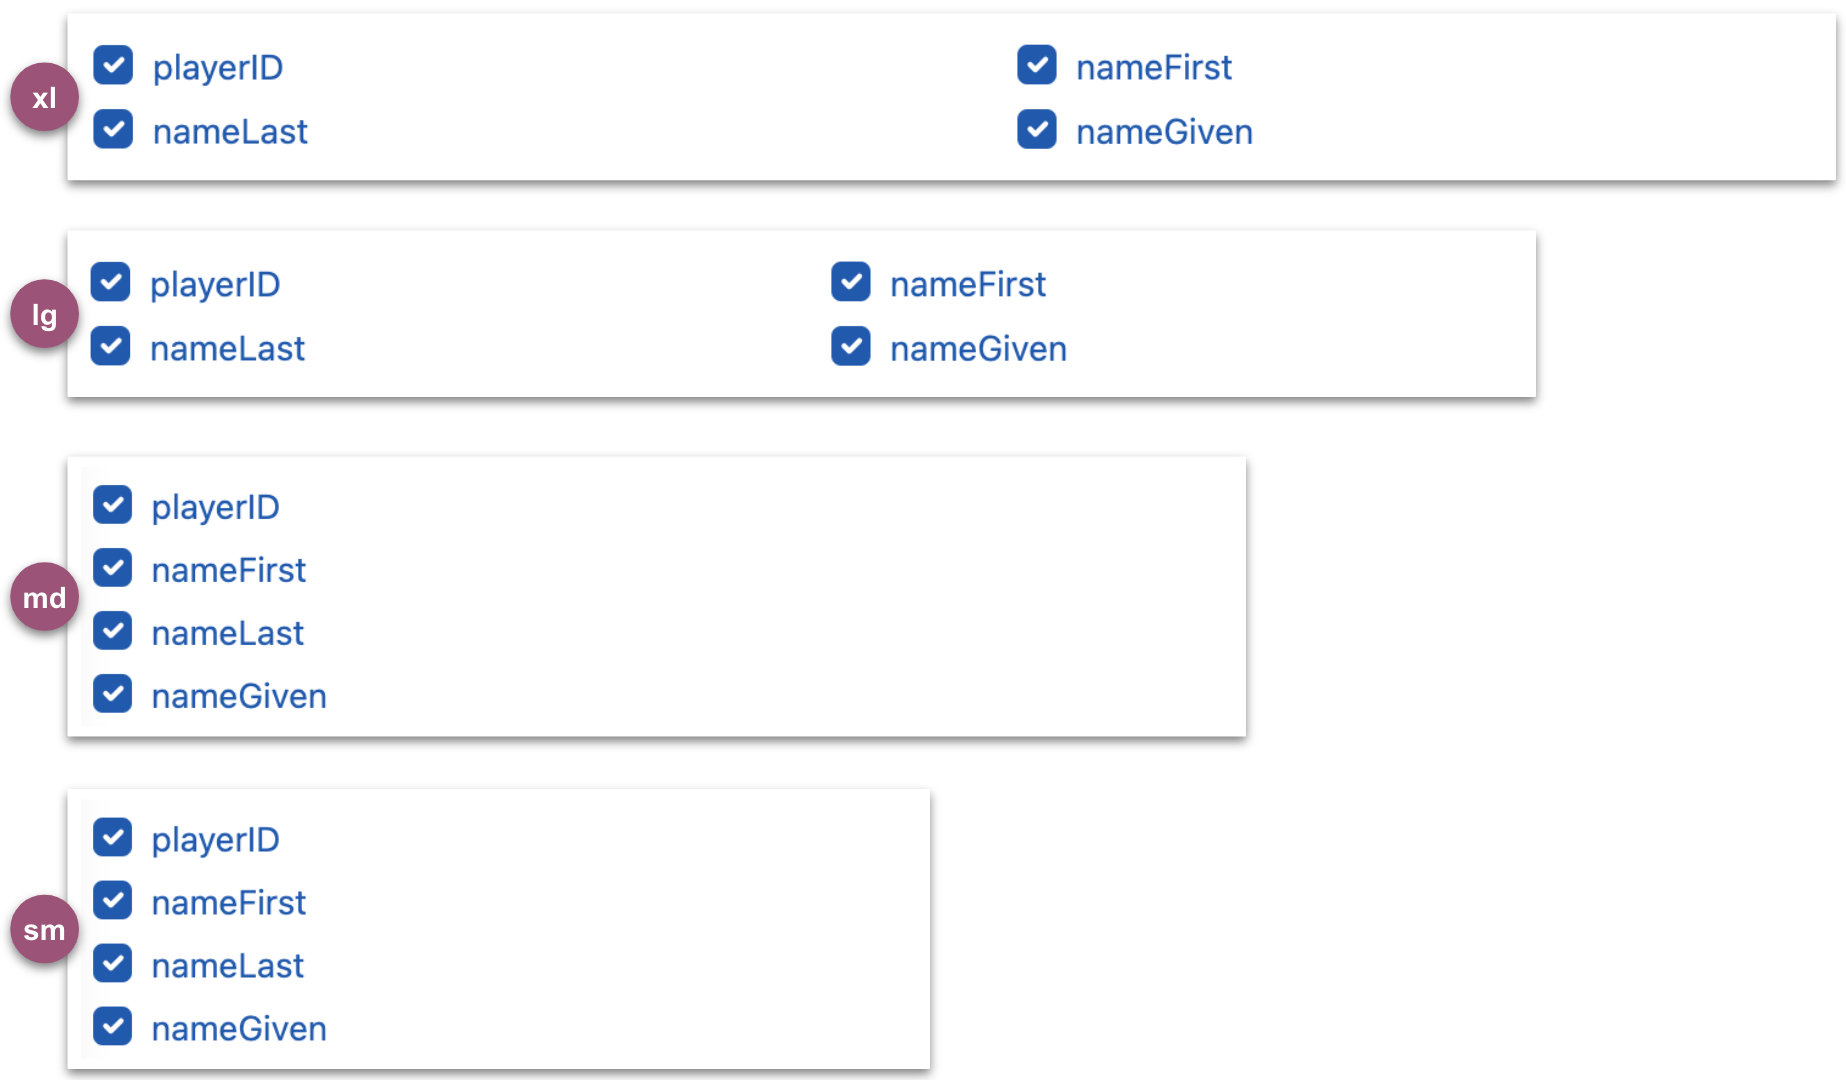 xl
playerID nameFirst
nameLast nameGiven
lg
playerID nameFirst
nameLast nameGiven
md
playerID
nameFirst
nameLast
nameGiven
sm
playerID
nameFirst
nameLast
nameGiven